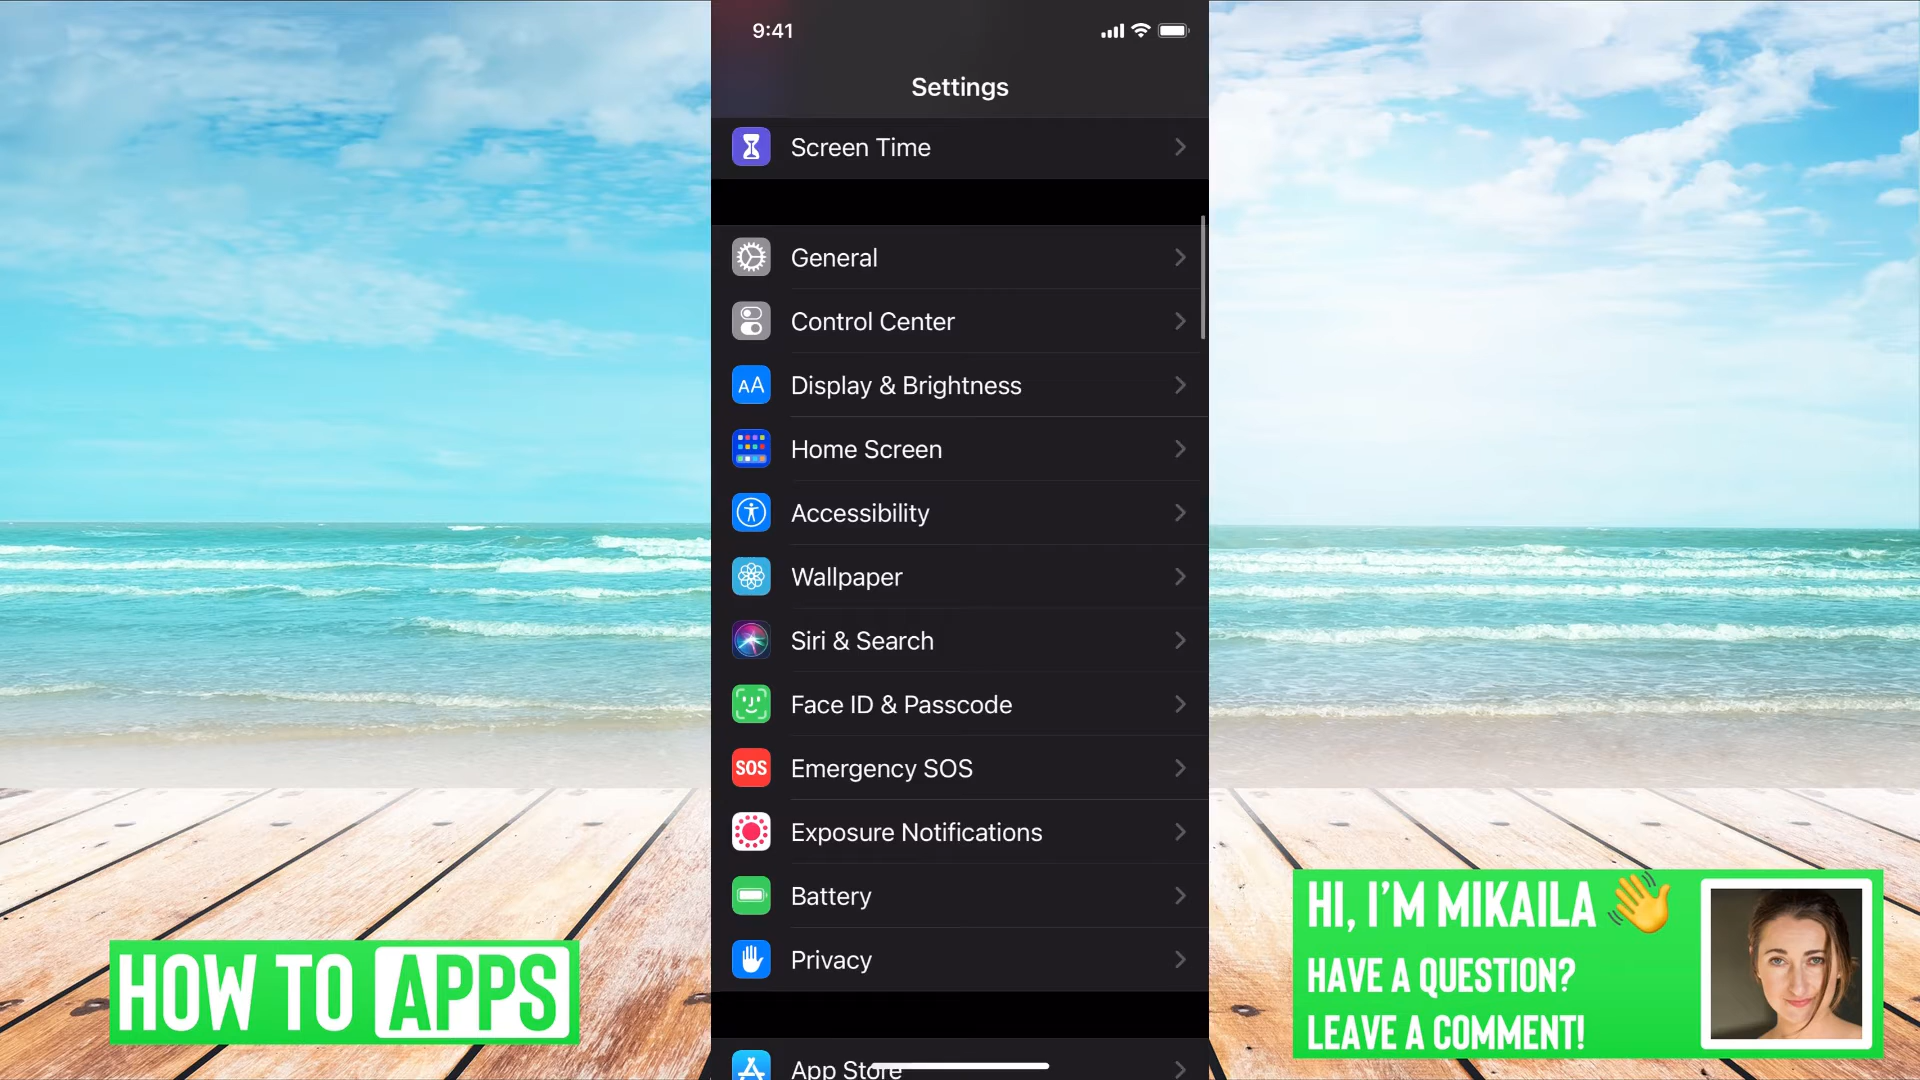 9:41
Settings
Screen Time
General
Control Center
AA Display & Brightness
Home Screen
Accessibility
Wallpaper
Siri & Search
Face ID & Passcode
SOS Emergency SOS
Exposure Notifications
Battery
Privacy
App Store
HOW TO APPS
HI, I'M MIKAILA
HAVE A QUESTION?
LEAVE A COMMENT!